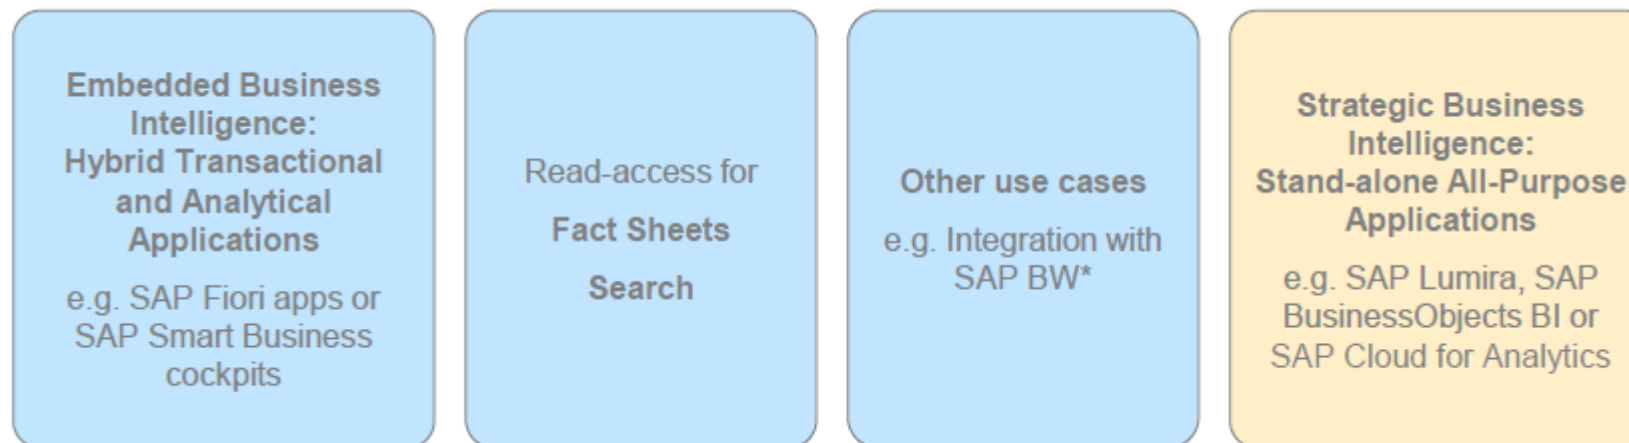 Embedded Business
Intelligence:
Hybrid Transactional
and Analytical
Applications
e.g. SAP Fiori apps or
SAP Smart Business
cockpits
Read-access for
Fact Sheets
Search
Other use cases
e.g. Integration with
SAP BW*
Strategic Business
Intelligence:
Stand-alone All-Purpose
Applications
e.g. SAP Lumira, SAP
BusinessObjects BI or
SAP Cloud for Analytics